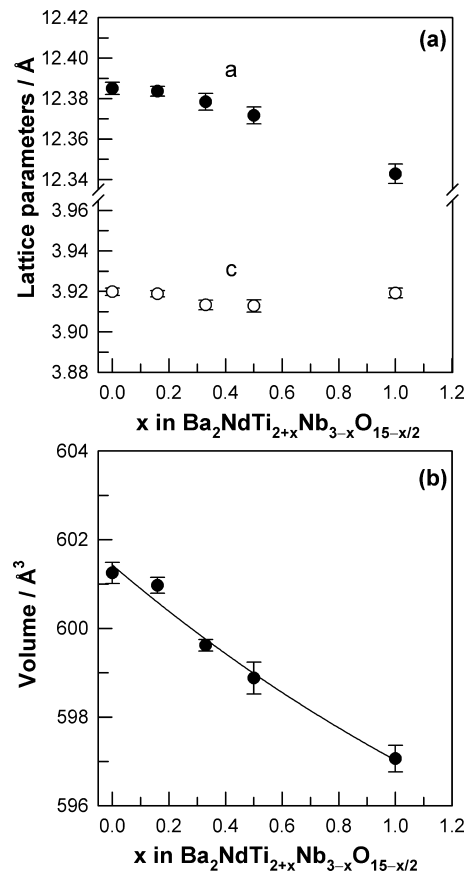 (a)
Lattice parameters / Å
12.42
12.40
12.38
12.36
12.34
3.96
3.94
3.92
3.90
3.88
a
c
0.0 0.2 0.4 0.6 0.8 1.0 1.2
x in Ba₂NdTi₂₊ₓNb₃₋ₓO₁₅₋ₓ/₂
(b)
Volume / Å³
604
602
600
598
596
0.0 0.2 0.4 0.6 0.8 1.0 1.2
x in Ba₂NdTi₂₊ₓNb₃₋ₓO₁₅₋ₓ/₂